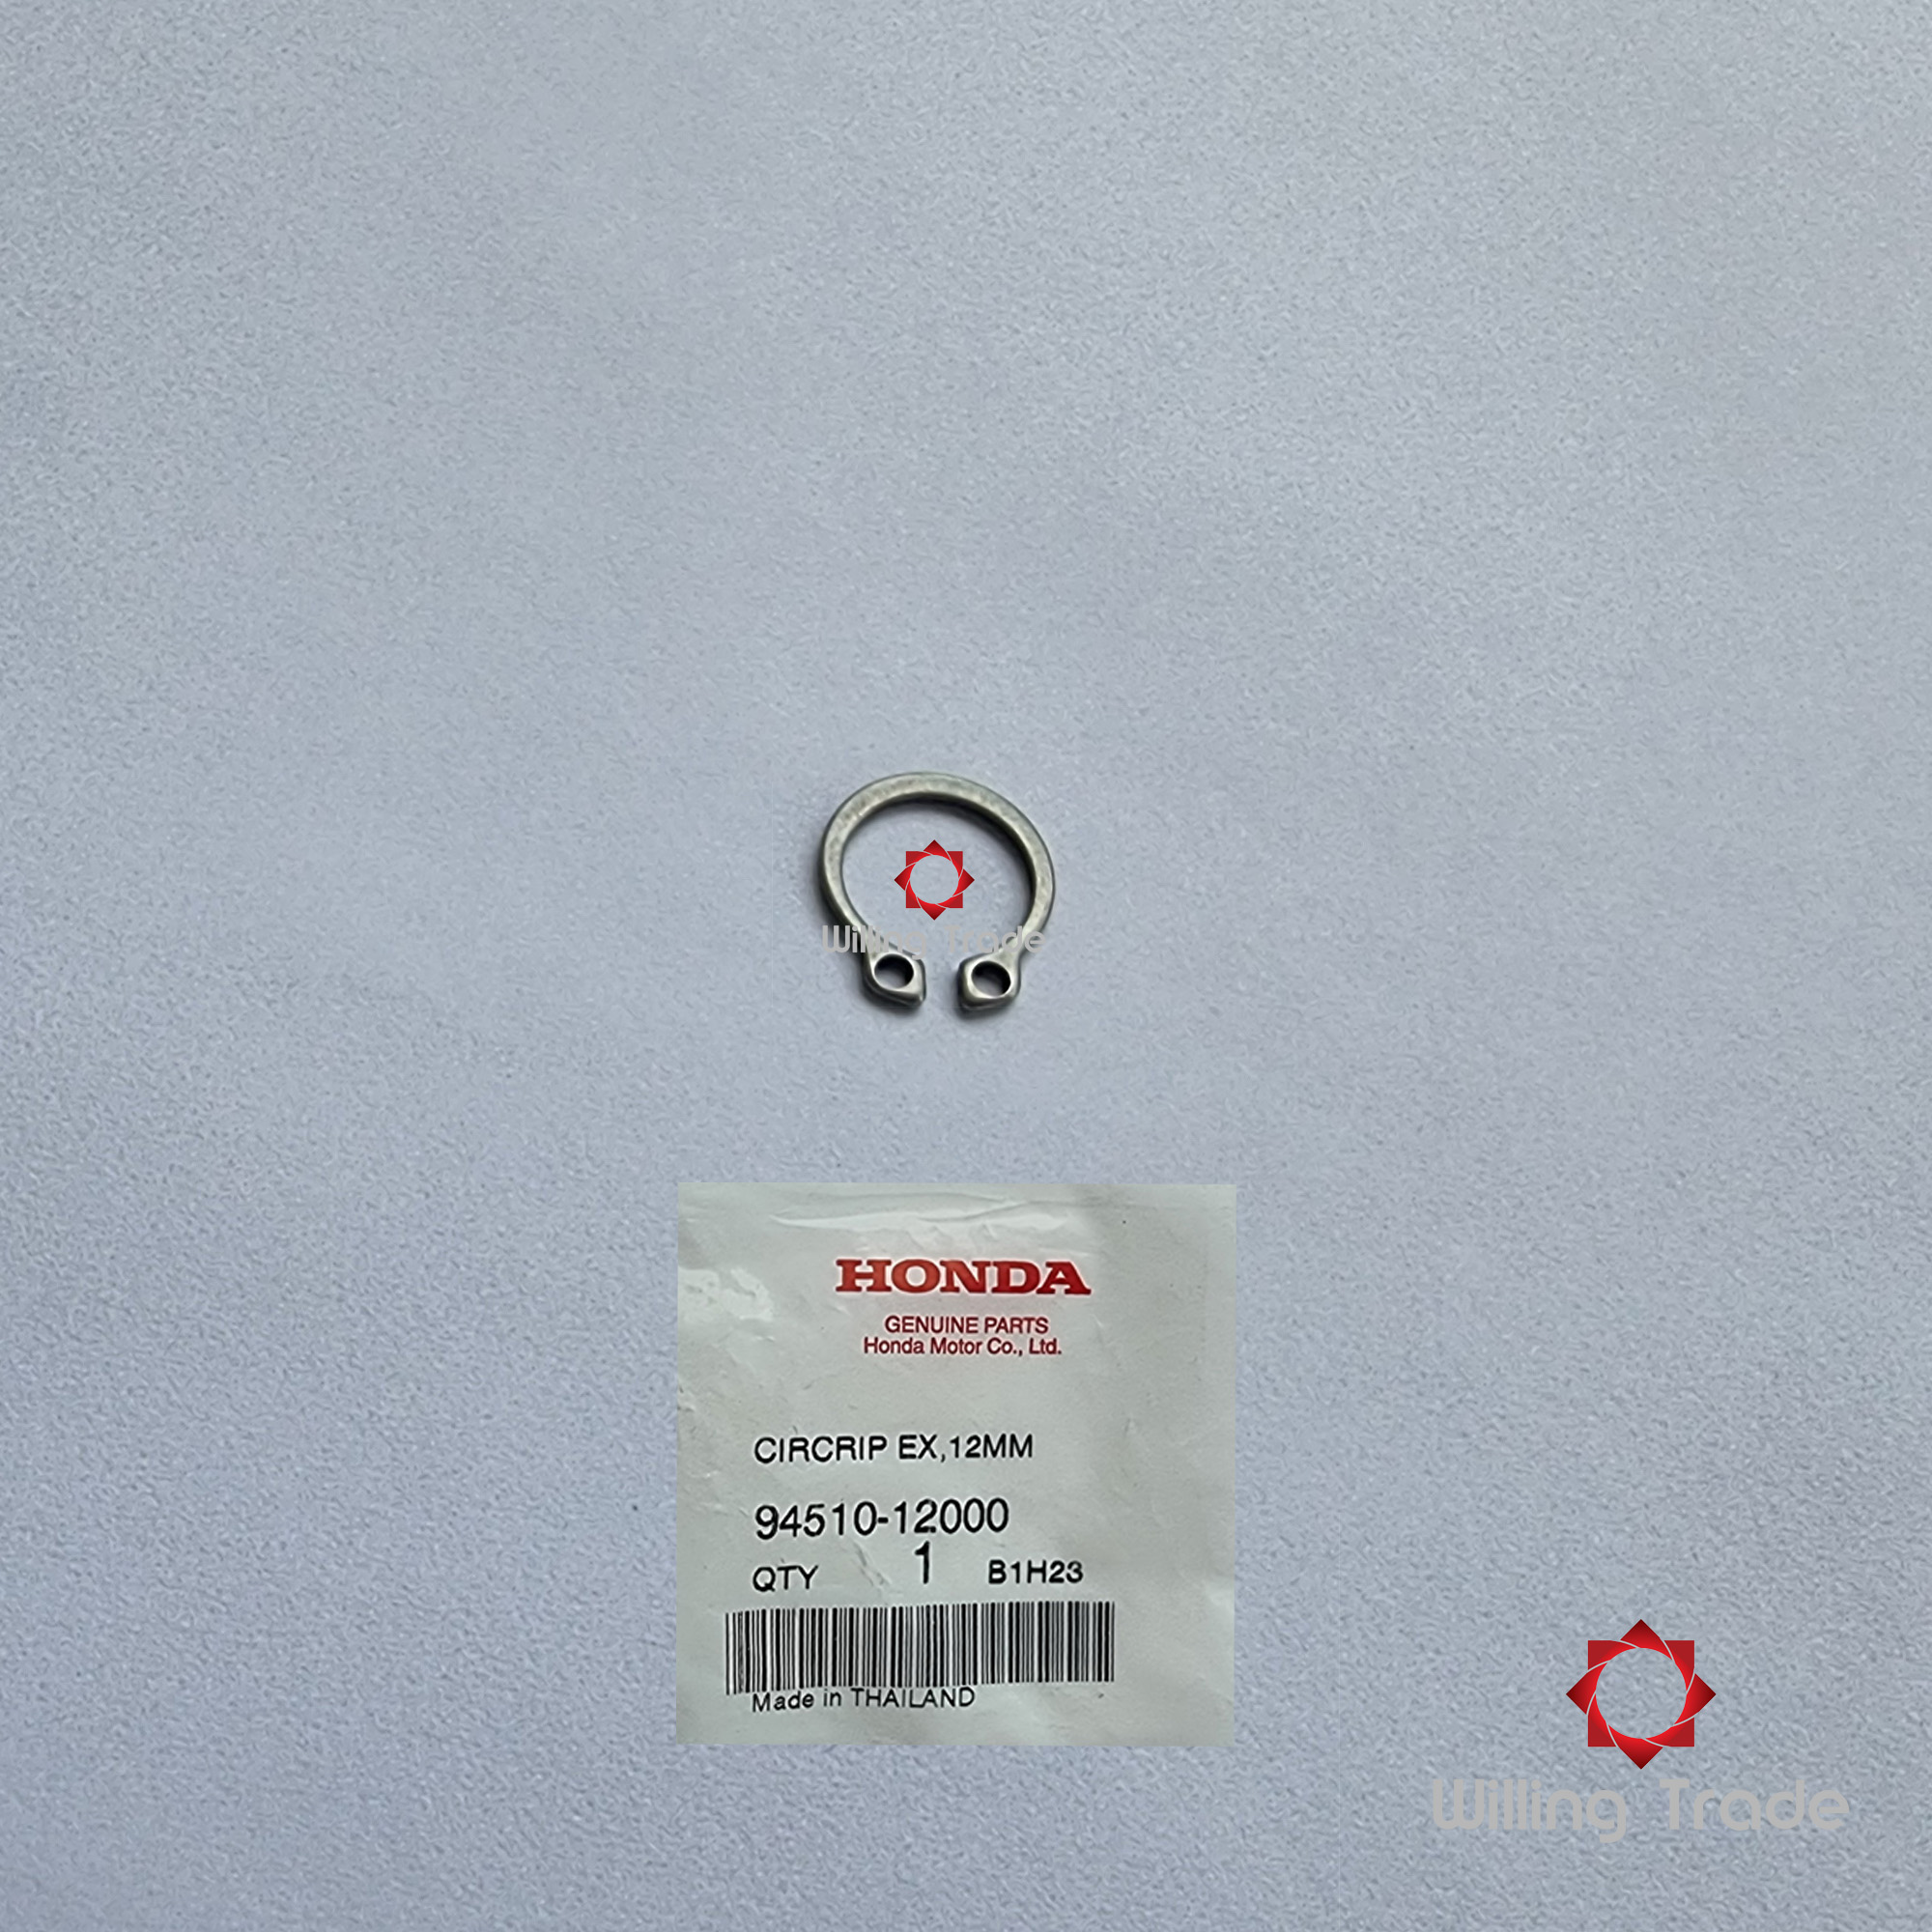 Willing Trade
HONDA
GENUINE PARTS
Honda Motor Co., Ltd.
CIRCRIP EX,12MM
94510-12000
QTY 1 B1H23
Made in THAILAND
Willing Trade